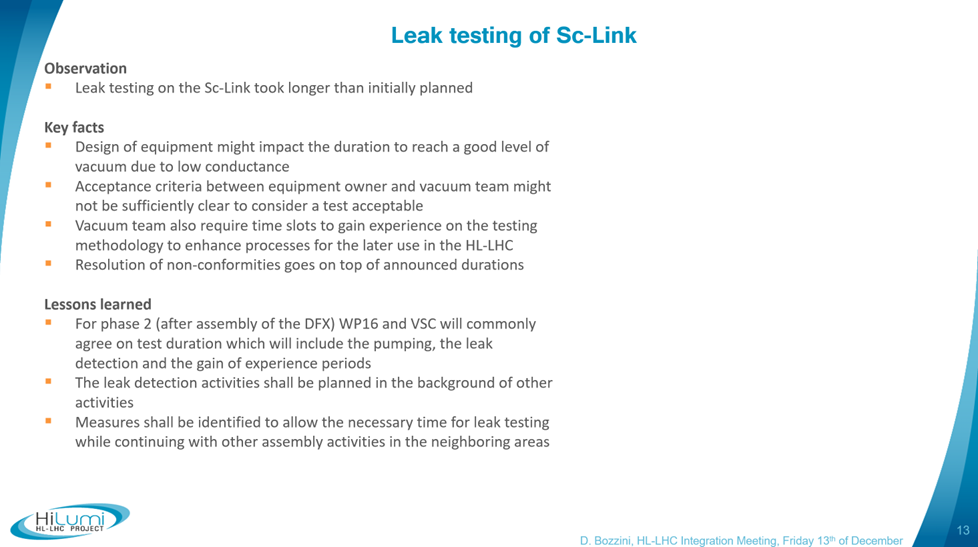 Leak testing of Sc-Link
Observation
▪ Leak testing on the Sc-Link took longer than initially planned
Key facts
▪ Design of equipment might impact the duration to reach a good level of
vacuum due to low conductance
▪ Acceptance criteria between equipment owner and vacuum team might
not be sufficiently clear to consider a test acceptable
▪ Vacuum team also require time slots to gain experience on the testing
methodology to enhance processes for the later use in the HL-LHC
▪ Resolution of non-conformities goes on top of announced durations
Lessons learned
▪ For phase 2 (after assembly of the DFX) WP16 and VSC will commonly
agree on test duration which will include the pumping, the leak
detection and the gain of experience periods
▪ The leak detection activities shall be planned in the background of other
activities
▪ Measures shall be identified to allow the necessary time for leak testing
while continuing with other assembly activities in the neighboring areas
HiLumi
HL-LHC PROJECT
D. Bozzini, HL-LHC Integration Meeting, Friday 13th of December
13